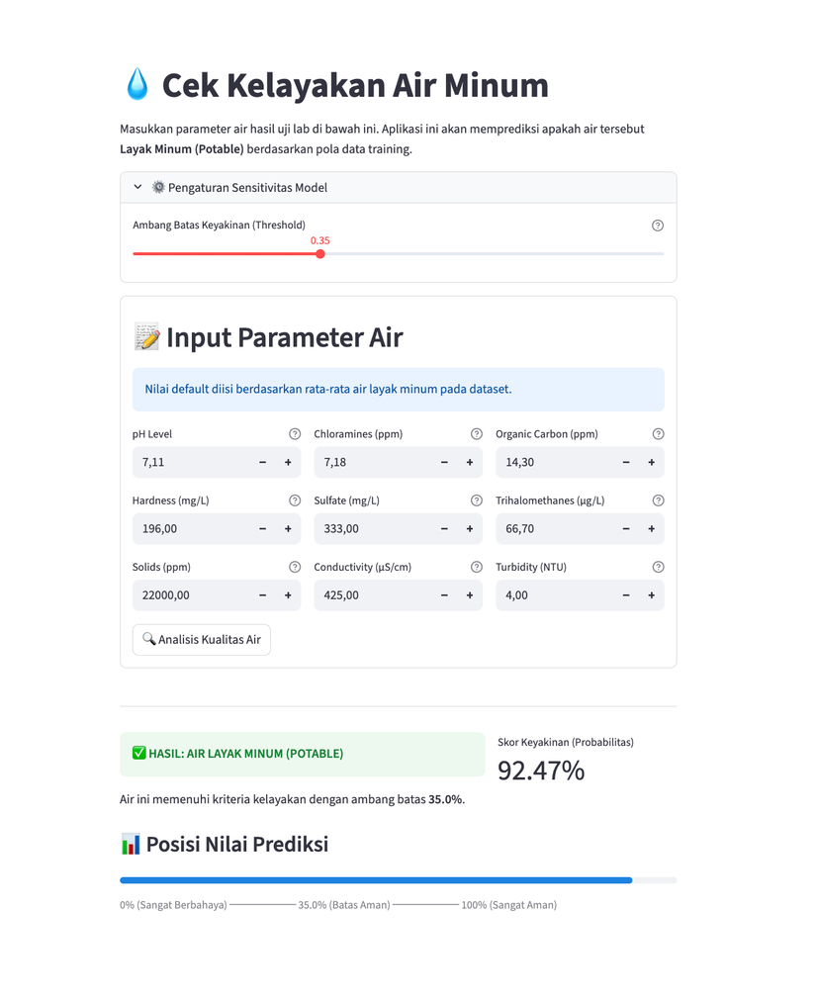 💧 Cek Kelayakan Air Minum
Masukkan parameter air hasil uji lab di bawah ini. Aplikasi ini akan memprediksi apakah air tersebut
Layak Minum (Potable) berdasarkan pola data training.
⚙️ Pengaturan Sensitivitas Model
Ambang Batas Keyakinan (Threshold)
0.35
📝 Input Parameter Air
Nilai default diisi berdasarkan rata-rata air layak minum pada dataset.
pH Level
7,11
Chloramines (ppm)
7,18
Organic Carbon (ppm)
14,30
Hardness (mg/L)
196,00
Sulfate (mg/L)
333,00
Trihalomethanes (µg/L)
66,70
Solids (ppm)
22000,00
Conductivity (µS/cm)
425,00
Turbidity (NTU)
4,00
🔍 Analisis Kualitas Air
✅ HASIL: AIR LAYAK MINUM (POTABLE)
Skor Keyakinan (Probabilitas)
92.47%
Air ini memenuhi kriteria kelayakan dengan ambang batas 35.0%.
📊 Posisi Nilai Prediksi
0% (Sangat Berbahaya) ————— 35.0% (Batas Aman) ————— 100% (Sangat Aman)